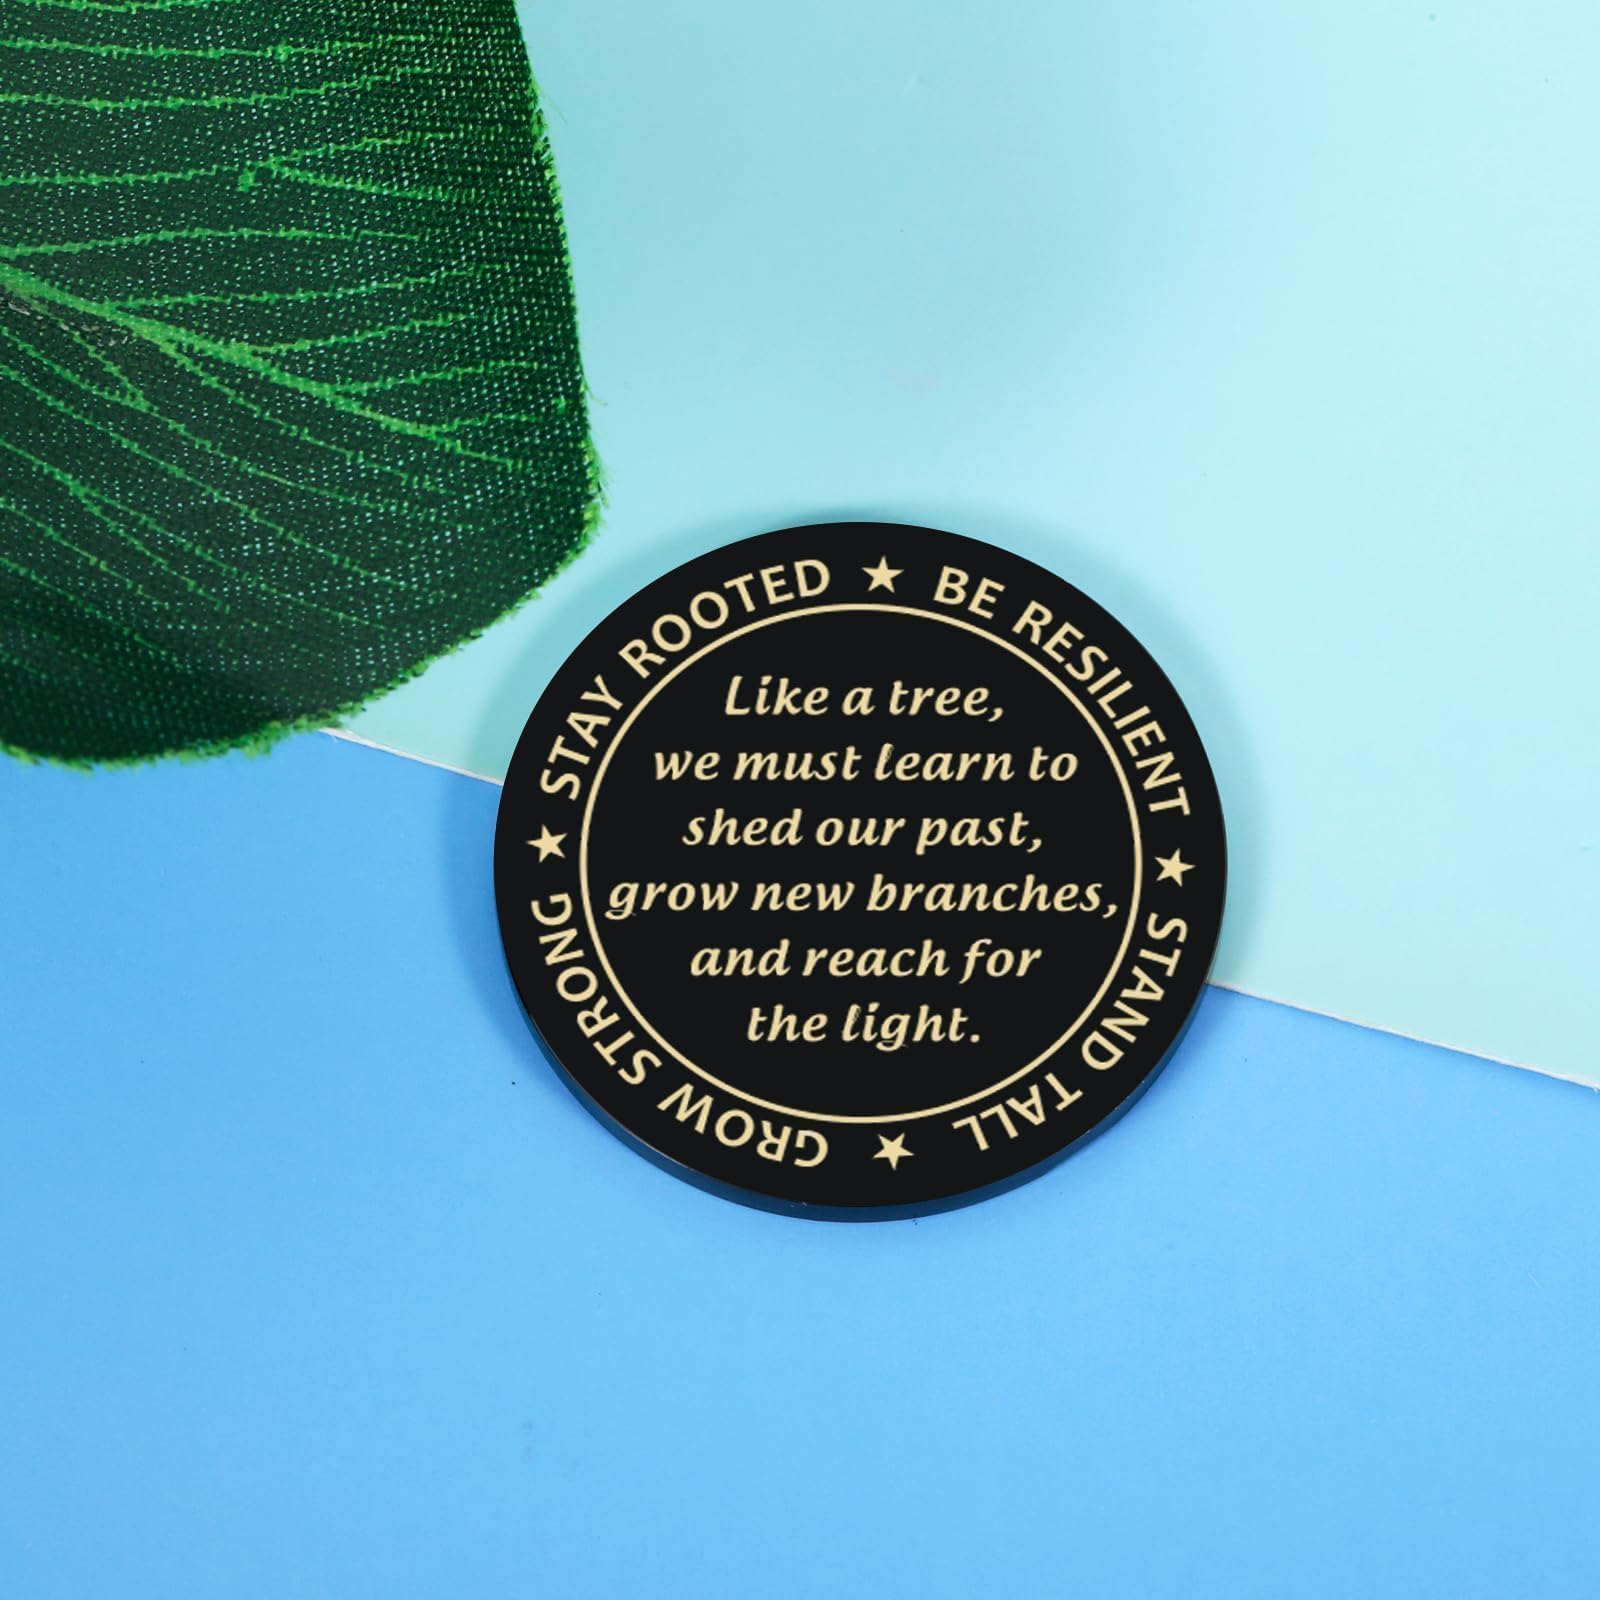 STAY ROOTED ★ BE RESILIENT ★ STAND TALL ★ GROW STRONG ★
Like a tree,
we must learn to
shed our past,
grow new branches,
and reach for
the light.